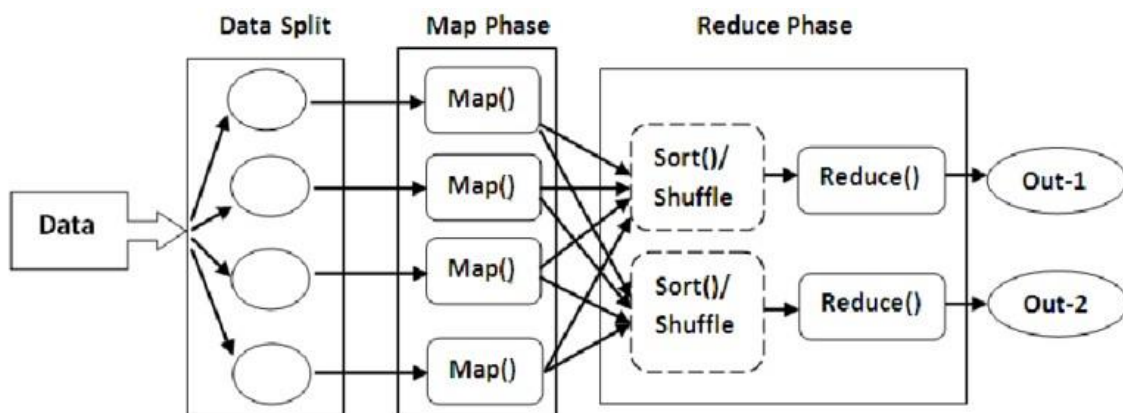 Data Split
Map Phase
Reduce Phase
Data
Map()
Map()
Map()
Map()
Sort()/
Shuffle
Sort()/
Shuffle
Reduce()
Reduce()
Out-1
Out-2